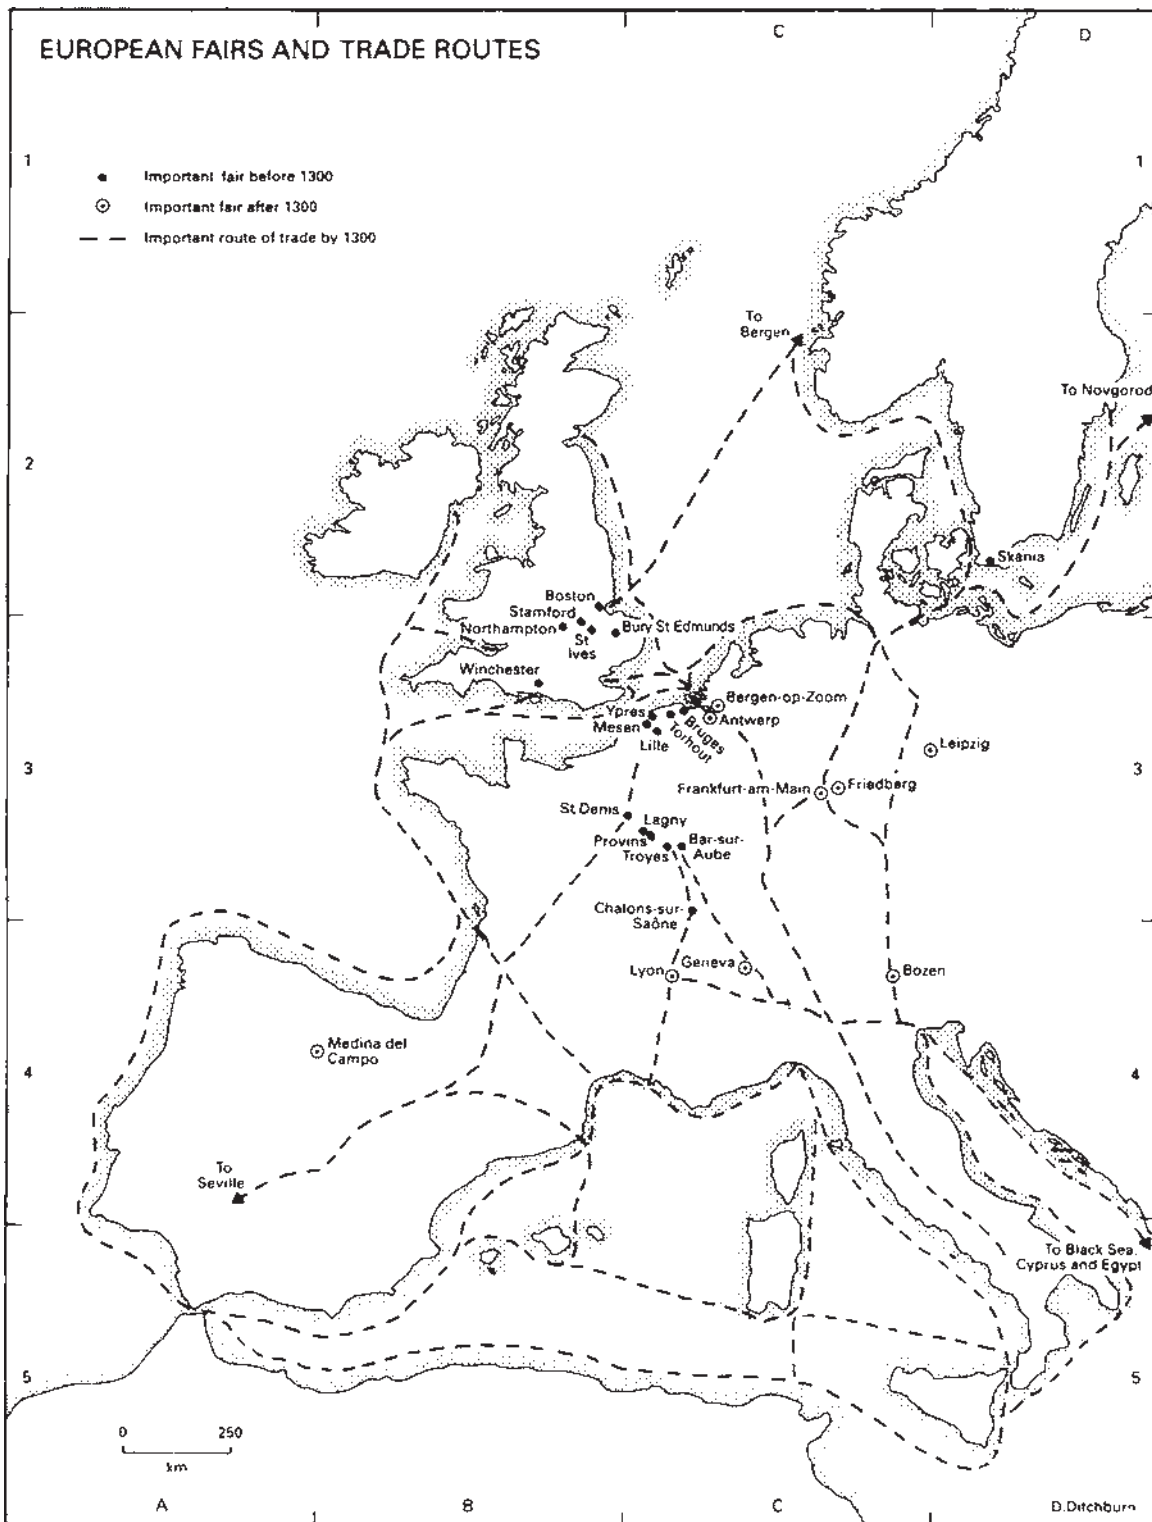 C
D
EUROPEAN FAIRS AND TRADE ROUTES
1
1
Important fair before 1300
Important fair after 1300
Important route of trade by 1300
To
Bergen
To Novgorod
2
2
Skania
Boston
Stamford
Northampton
St
Ives
Bury St Edmunds
Winchester
Bergen-op-Zoom
Antwerp
Ypres
Mesen
Lille
Bruges
Torhout
Leipzig
3
3
Frankfurt-am-Main
Friedberg
St Denis
Lagny
Provins
Troyes
Bar-sur-
Aube
Chalons-sur-
Saône
Lyon
Geneva
Bozen
Medina del
Campo
4
4
To
Seville
To Black Sea,
Cyprus and Egypt
5
5
0
250
km
A
B
C
D.Ditchburn